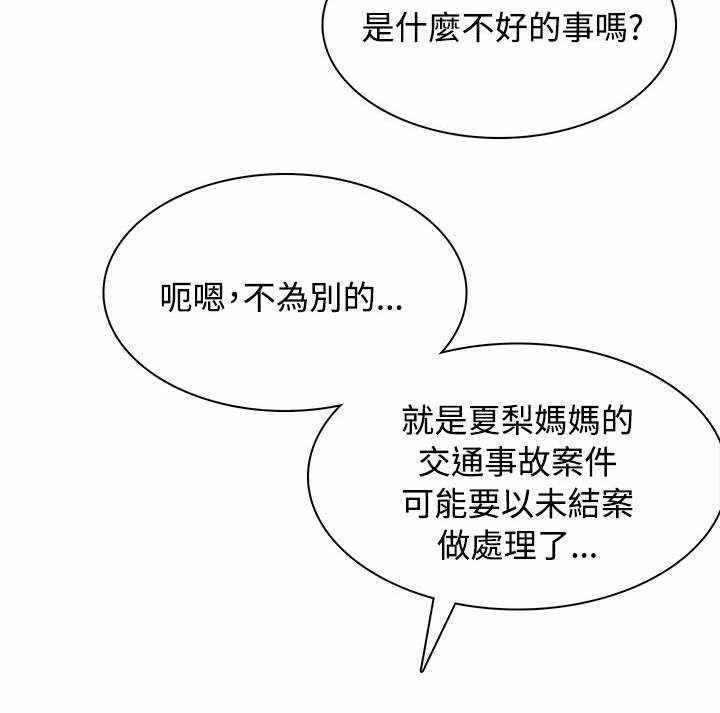 是什麼不好的事嗎?
呃嗯，不為別的...
就是夏梨媽媽的
交通事故案件
可能要以未結案
做處理了...